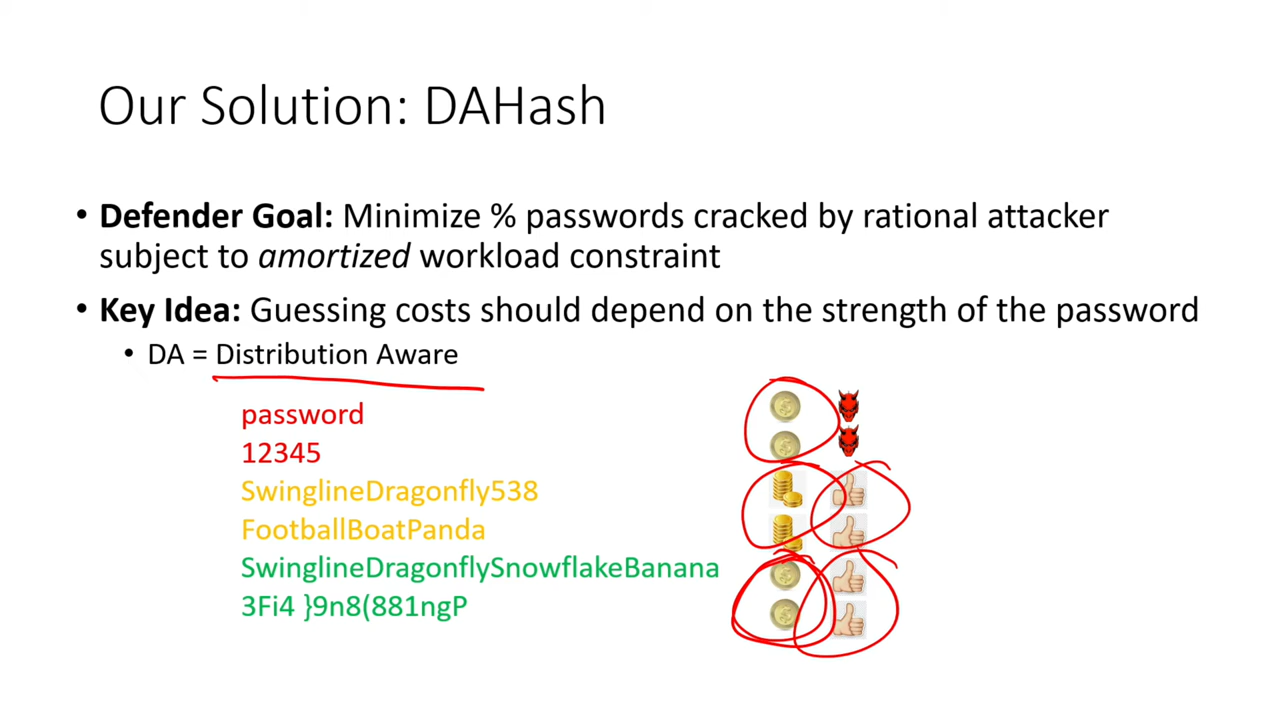 Our Solution: DAHash
• Defender Goal: Minimize % passwords cracked by rational attacker
subject to amortized workload constraint
• Key Idea: Guessing costs should depend on the strength of the password
• DA = Distribution Aware
password
12345
SwinglineDragonfly538
FootballBoatPanda
SwinglineDragonflySnowflakeBanana
3Fi4 }9n8(881ngP